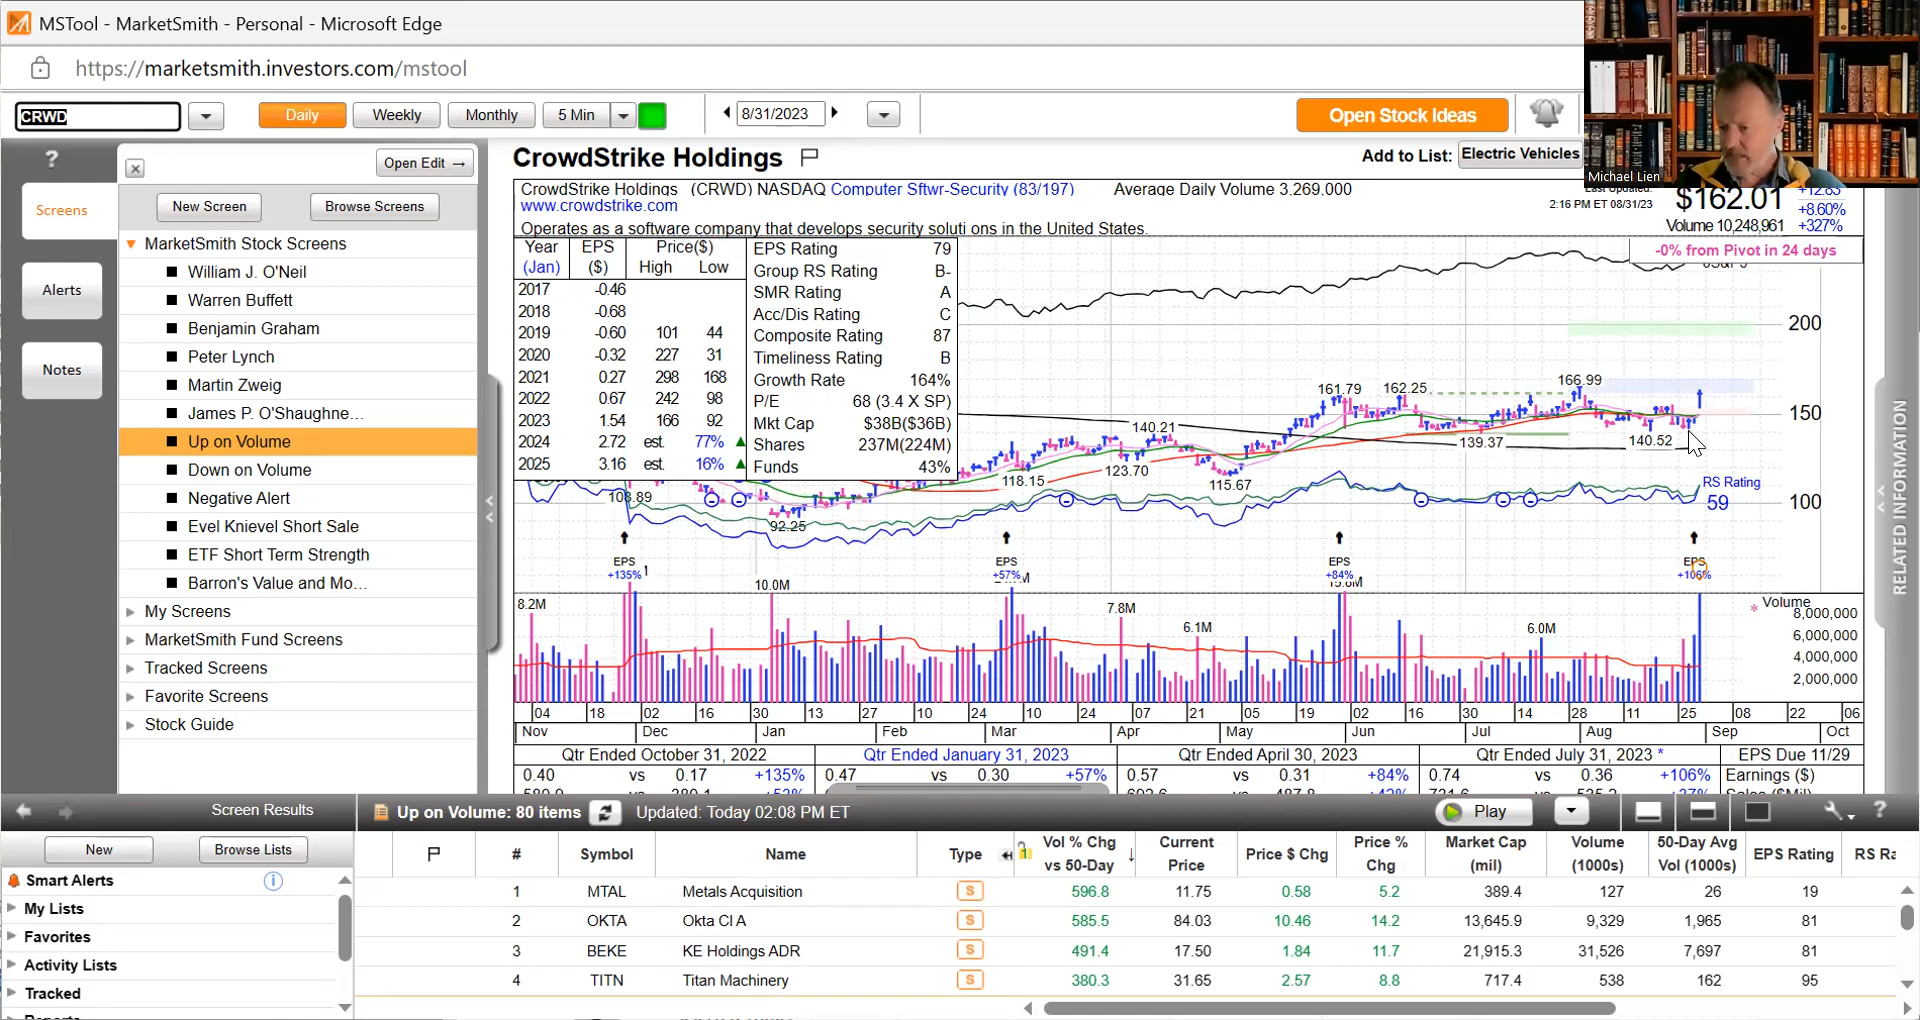 MSTool - MarketSmith - Personal - Microsoft Edge
https://marketsmith.investors.com/mstool
CRWD
Daily
Weekly
Monthly
5 Min
8/31/2023
Open Stock Ideas
Michael Lien
?
Screens
Alerts
Notes
Open Edit →
New Screen
Browse Screens
MarketSmith Stock Screens
William J. O'Neil
Warren Buffett
Benjamin Graham
Peter Lynch
Martin Zweig
James P. O'Shaughne…
Up on Volume
Down on Volume
Negative Alert
Evel Knievel Short Sale
ETF Short Term Strength
Barron's Value and Mo…
My Screens
MarketSmith Fund Screens
Tracked Screens
Favorite Screens
Stock Guide
CrowdStrike Holdings
Add to List: Electric Vehicles
CrowdStrike Holdings (CRWD) NASDAQ Computer Sftwr-Security (83/197) Average Daily Volume 3,269,000
www.crowdstrike.com
Operates as a software company that develops security soluti ons in the United States.
Last Updated:
2:16 PM ET 08/31/23
$162.01
+12.83
+8.60%
Volume 10,248,961 +327%
-0% from Pivot in 24 days
Year EPS Price($)
(Jan) ($) High Low
2017 -0.46
2018 -0.68
2019 -0.60 101 44
2020 -0.32 227 31
2021 0.27 298 168
2022 0.67 242 98
2023 1.54 166 92
2024 2.72 est. 77%
2025 3.16 est. 16%
EPS Rating 79
Group RS Rating B-
SMR Rating A
Acc/Dis Rating C
Composite Rating 87
Timeliness Rating B
Growth Rate 164%
P/E 68 (3.4 X SP)
Mkt Cap $38B($36B)
Shares 237M(224M)
Funds 43%
200
150
100
161.79
162.25
166.99
140.21
139.37
140.52
123.70
118.15
115.67
108.89
92.25
RS Rating
59
EPS
+135%
EPS
+57%
EPS
+84%
EPS
+106%
8.2M
10.0M
7.8M
6.1M
6.0M
Volume
8,000,000
6,000,000
4,000,000
2,000,000
04 18 02 16 30 13 27 10 24 10 24 07 21 05 19 02 16 30 14 28 11 25 08 22 06
Nov Dec Jan Feb Mar Apr May Jun Jul Aug Sep Oct
Qtr Ended October 31, 2022 Qtr Ended January 31, 2023 Qtr Ended April 30, 2023 Qtr Ended July 31, 2023 * EPS Due 11/29
0.40 vs 0.17 +135% 0.47 vs 0.30 +57% 0.57 vs 0.31 +84% 0.74 vs 0.36 +106% Earnings ($)
RELATED INFORMATION
Screen Results
Up on Volume: 80 items
Updated: Today 02:08 PM ET
Play
?
New
Browse Lists
Smart Alerts
My Lists
Favorites
Activity Lists
Tracked
# Symbol Name Type Vol % Chg vs 50-Day Current Price Price $ Chg Price % Chg Market Cap (mil) Volume (1000s) 50-Day Avg Vol (1000s) EPS Rating RS Ra
1 MTAL Metals Acquisition S 596.8 11.75 0.58 5.2 389.4 127 26 19
2 OKTA Okta Cl A S 585.5 84.03 10.46 14.2 13,645.9 9,329 1,965 81
3 BEKE KE Holdings ADR S 491.4 17.50 1.84 11.7 21,915.3 31,526 7,697 81
4 TITN Titan Machinery S 380.3 31.65 2.57 8.8 717.4 538 162 95